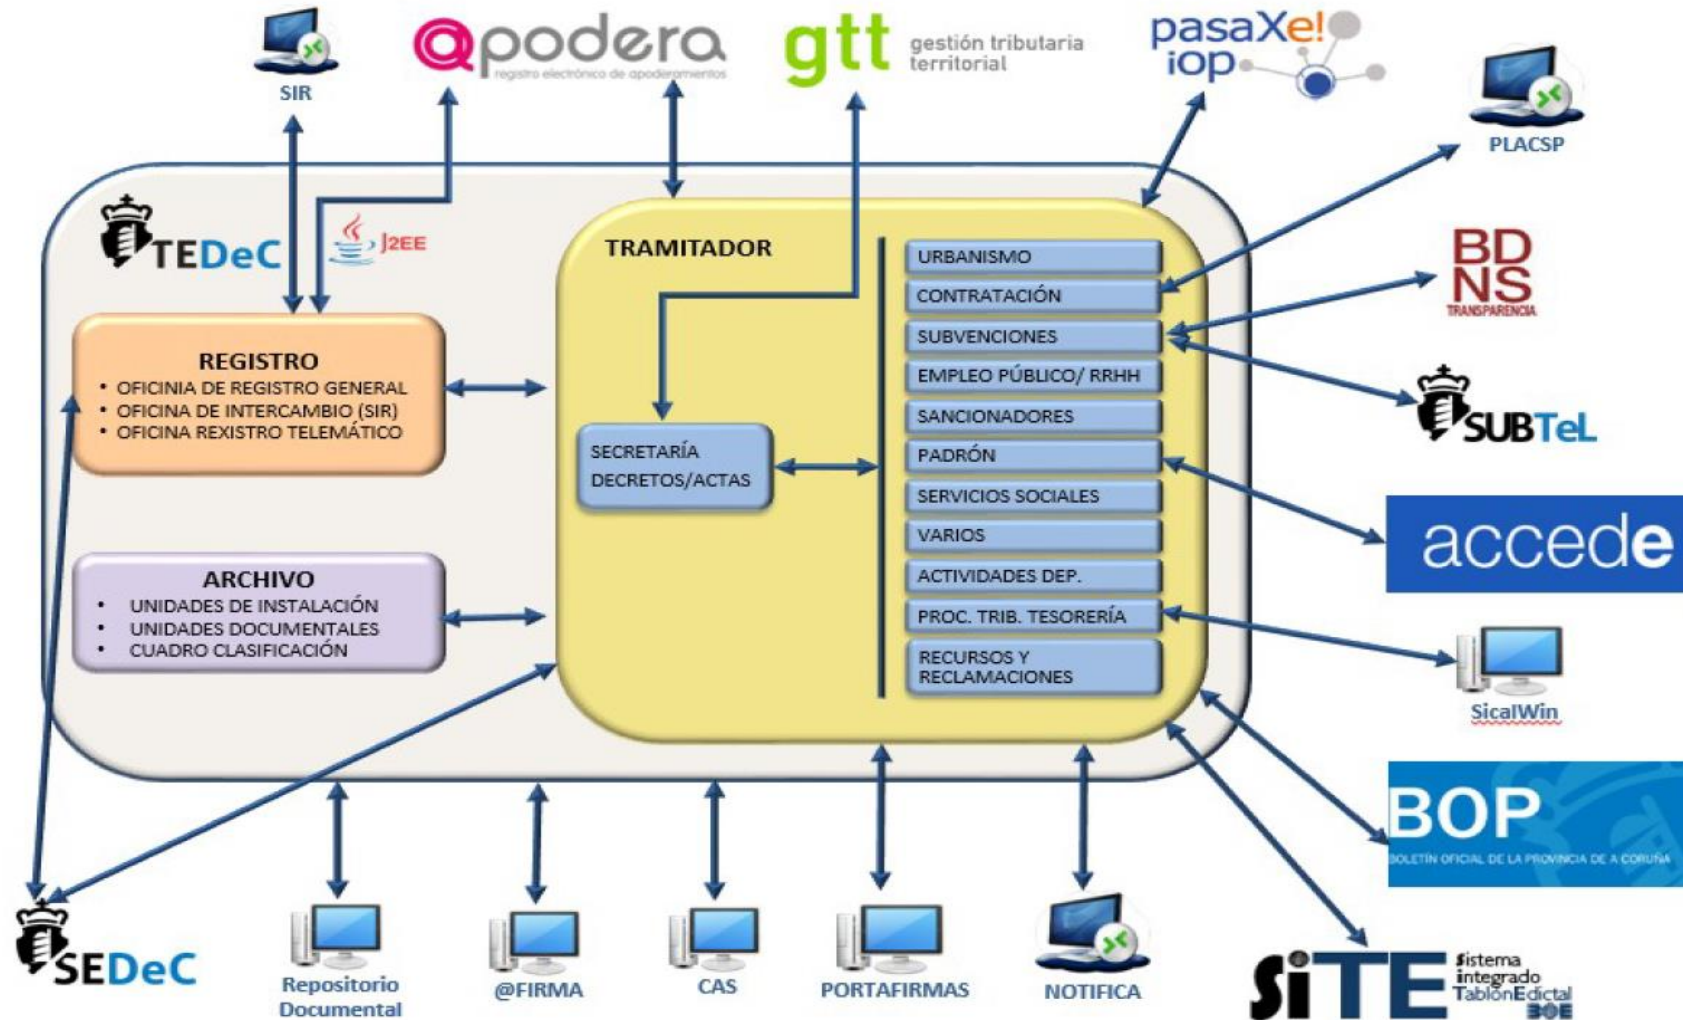 SIR
@podera
registro electrónico de apoderamientos
gtt
gestión tributaria
territorial
pasaXe!
iop
PLACSP
TEDeC
J2EE
REGISTRO
• OFICINIA DE REGISTRO GENERAL
• OFICINA DE INTERCAMBIO (SIR)
• OFICINA REXISTRO TELEMÁTICO
ARCHIVO
• UNIDADES DE INSTALACIÓN
• UNIDADES DOCUMENTALES
• CUADRO CLASIFICACIÓN
TRAMITADOR
SECRETARÍA
DECRETOS/ACTAS
URBANISMO
CONTRATACIÓN
SUBVENCIONES
EMPLEO PÚBLICO/ RRHH
SANCIONADORES
PADRÓN
SERVICIOS SOCIALES
VARIOS
ACTIVIDADES DEP.
PROC. TRIB. TESORERÍA
RECURSOS Y
RECLAMACIONES
BD
NS
TRANSPARENCIA
SUBTeL
accede
SicalWin
BOP
BOLETÍN OFICIAL DE LA PROVINCIA DE A CORUÑA
SEDeC
Repositorio
Documental
@FIRMA
CAS
PORTAFIRMAS
NOTIFICA
SiTE
Sistema
integrado
TablónEdictal
BOE